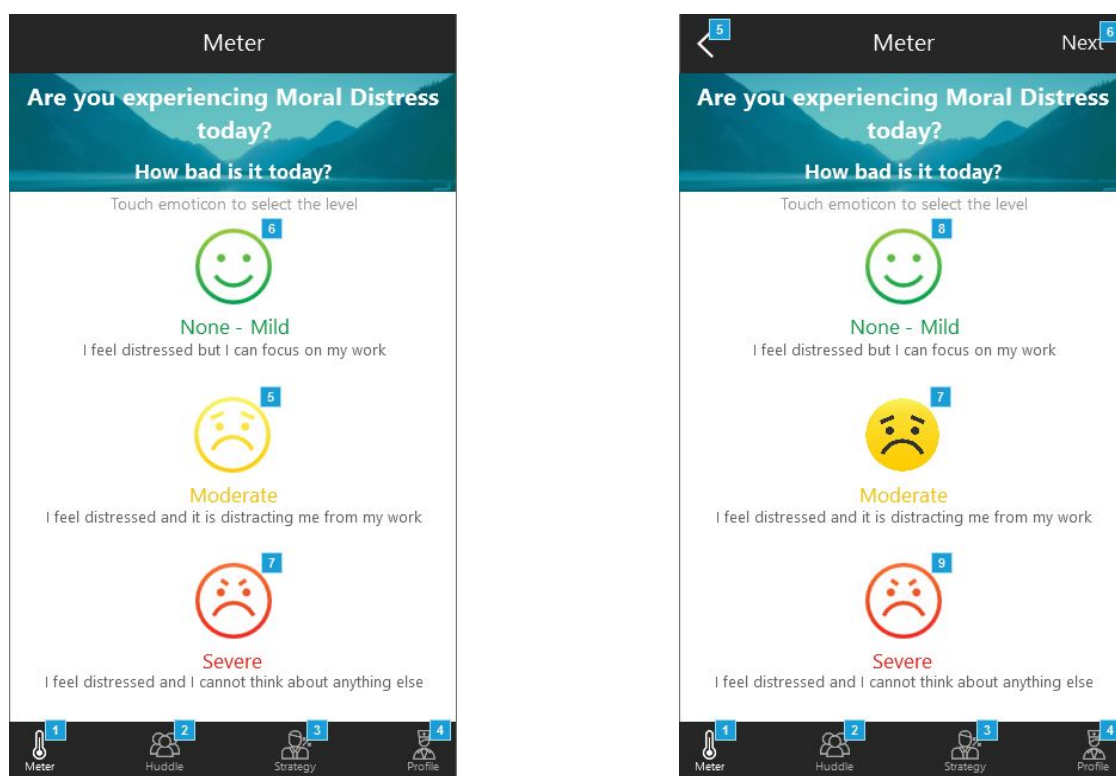 Meter
Are you experiencing Moral Distress
today?
How bad is it today?
Touch emoticon to select the level
6
None - Mild
I feel distressed but I can focus on my work
5
Moderate
I feel distressed and it is distracting me from my work
7
Severe
I feel distressed and I cannot think about anything else
1
2
3
4
Meter
Huddle
Strategy
Profile
5
Meter
Next
6
Are you experiencing Moral Distress
today?
How bad is it today?
Touch emoticon to select the level
8
None - Mild
I feel distressed but I can focus on my work
7
Moderate
I feel distressed and it is distracting me from my work
9
Severe
I feel distressed and I cannot think about anything else
1
2
3
4
Meter
Huddle
Strategy
Profile